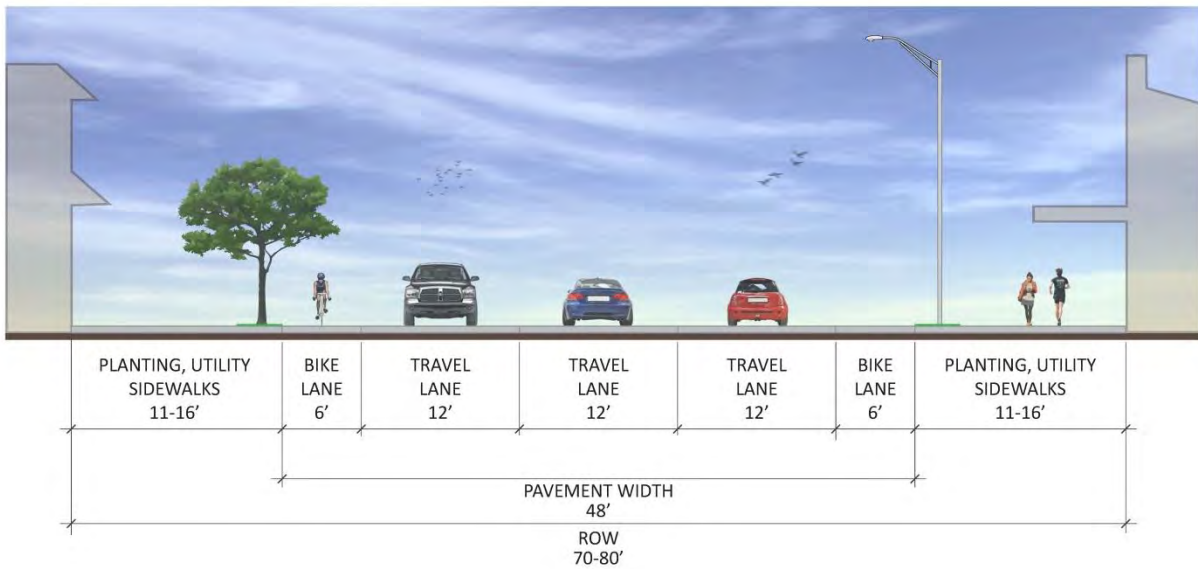 PLANTING, UTILITY
SIDEWALKS
11-16’
BIKE
LANE
6’
TRAVEL
LANE
12’
TRAVEL
LANE
12’
TRAVEL
LANE
12’
BIKE
LANE
6’
PLANTING, UTILITY
SIDEWALKS
11-16’
PAVEMENT WIDTH
48’
ROW
70-80’